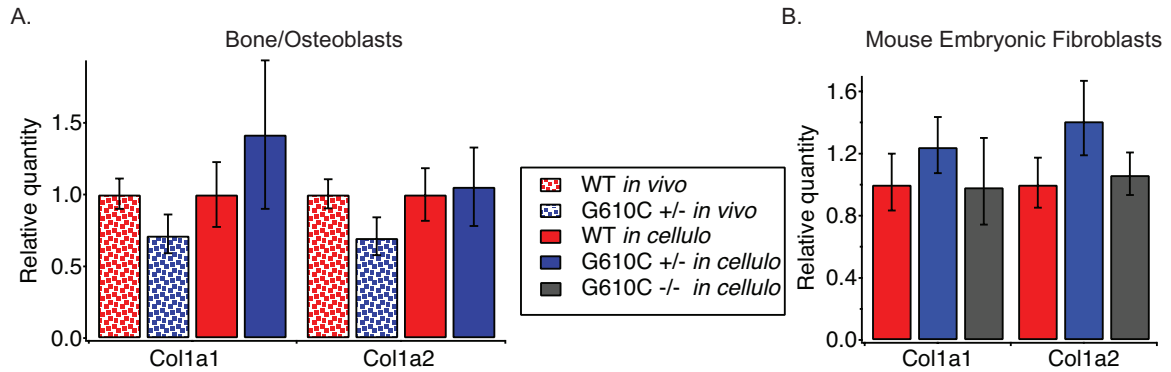 A.
Bone/Osteoblasts
Relative quantity
1.5
1.0
0.5
0.0
Col1a1
Col1a2
WT in vivo
G610C +/- in vivo
WT in cellulo
G610C +/- in cellulo
G610C -/- in cellulo
B.
Mouse Embryonic Fibroblasts
Relative quantity
1.6
1.2
0.8
0.4
0.0
Col1a1
Col1a2